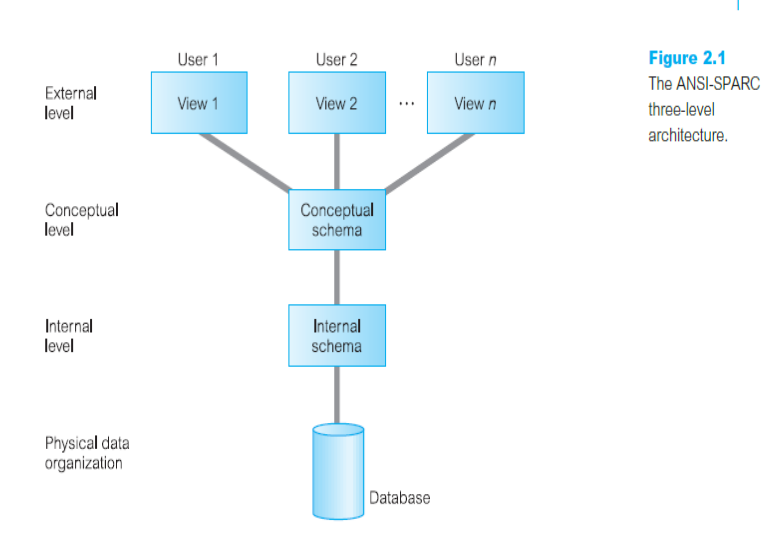 User 1
User 2
User n
Figure 2.1
The ANSI-SPARC
three-level
architecture.
External
level
View 1
View 2
...
View n
Conceptual
level
Conceptual
schema
Internal
level
Internal
schema
Physical data
organization
Database